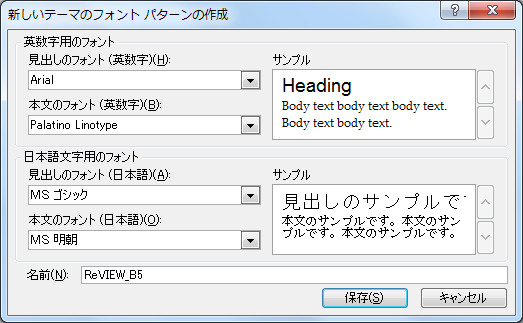 新しいテーマのフォント パターンの作成
英数字用のフォント
見出しのフォント (英数字)(H):
Arial
本文のフォント (英数字)(B):
Palatino Linotype
サンプル
Heading
Body text body text body text.
Body text body text.
日本語文字用のフォント
見出しのフォント (日本語)(A):
MS ゴシック
本文のフォント (日本語)(O):
MS 明朝
サンプル
見出しのサンプルで
本文のサンプルです。本文のサン
プルです。本文のサンプルです。
名前(N):
ReVIEW_B5
保存(S)
キャンセル